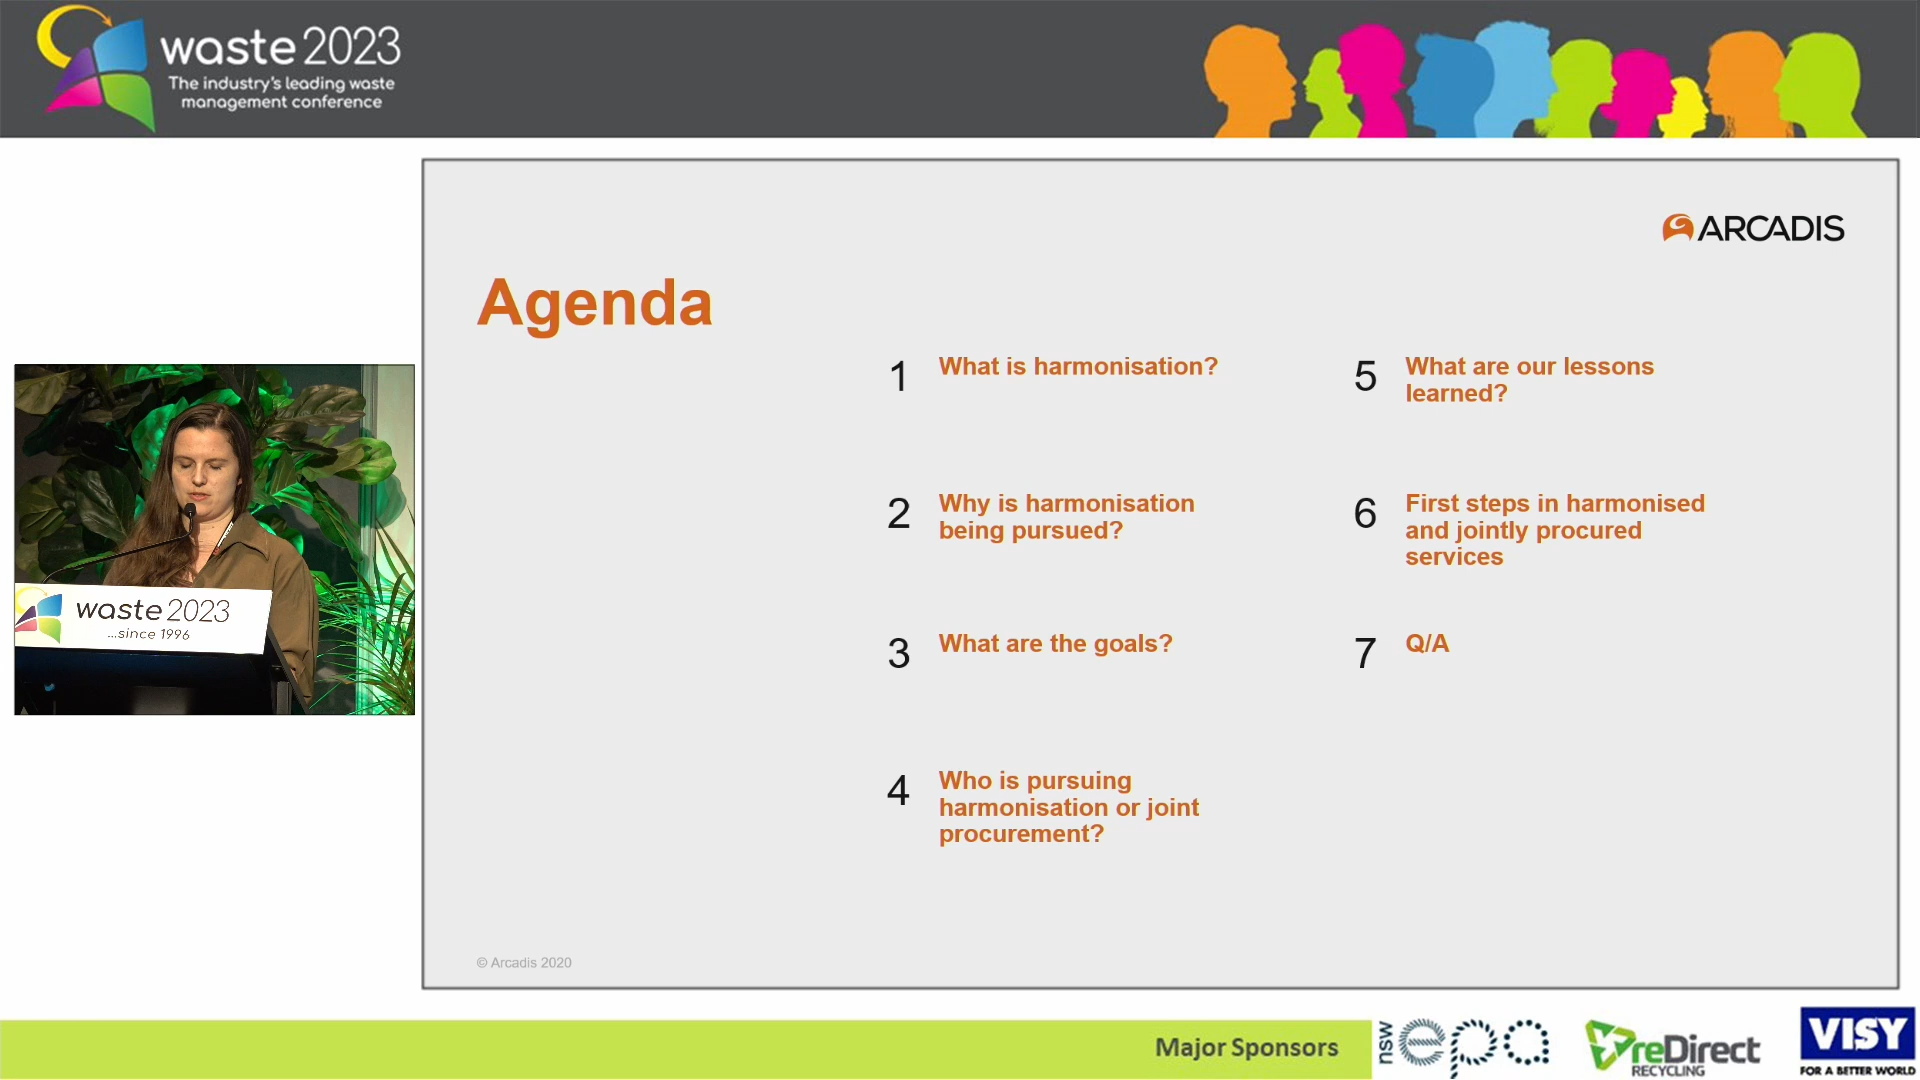 waste 2023
The industry's leading waste
management conference
ARCADIS
Agenda
1 What is harmonisation?
2 Why is harmonisation
being pursued?
3 What are the goals?
4 Who is pursuing
harmonisation or joint
procurement?
5 What are our lessons
learned?
6 First steps in harmonised
and jointly procured
services
7 Q/A
© Arcadis 2020
waste 2023
...since 1996
Major Sponsors
nsw epa
reDirect
RECYCLING
VISY
FOR A BETTER WORLD